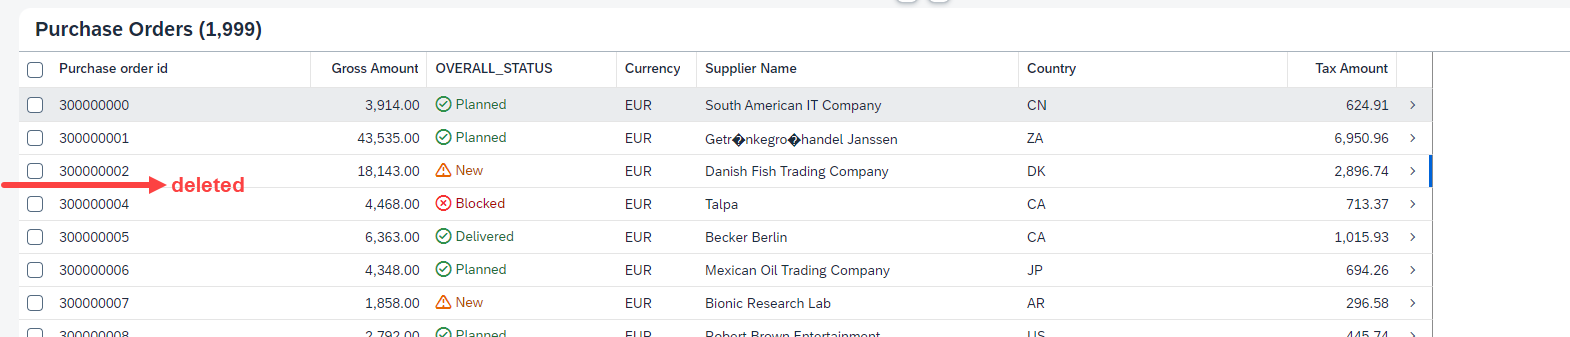 Purchase Orders (1,999)
Purchase order id Gross Amount OVERALL_STATUS Currency Supplier Name Country Tax Amount
300000000 3,914.00 Planned EUR South American IT Company CN 624.91
300000001 43,535.00 Planned EUR Getr�nkegro�handel Janssen ZA 6,950.96
300000002 18,143.00 New EUR Danish Fish Trading Company DK 2,896.74
deleted
300000004 4,468.00 Blocked EUR Talpa CA 713.37
300000005 6,363.00 Delivered EUR Becker Berlin CA 1,015.93
300000006 4,348.00 Planned EUR Mexican Oil Trading Company JP 694.26
300000007 1,858.00 New EUR Bionic Research Lab AR 296.58
300000008 2,792.00 Planned EUR Robert Brown Entertainment US 445.74